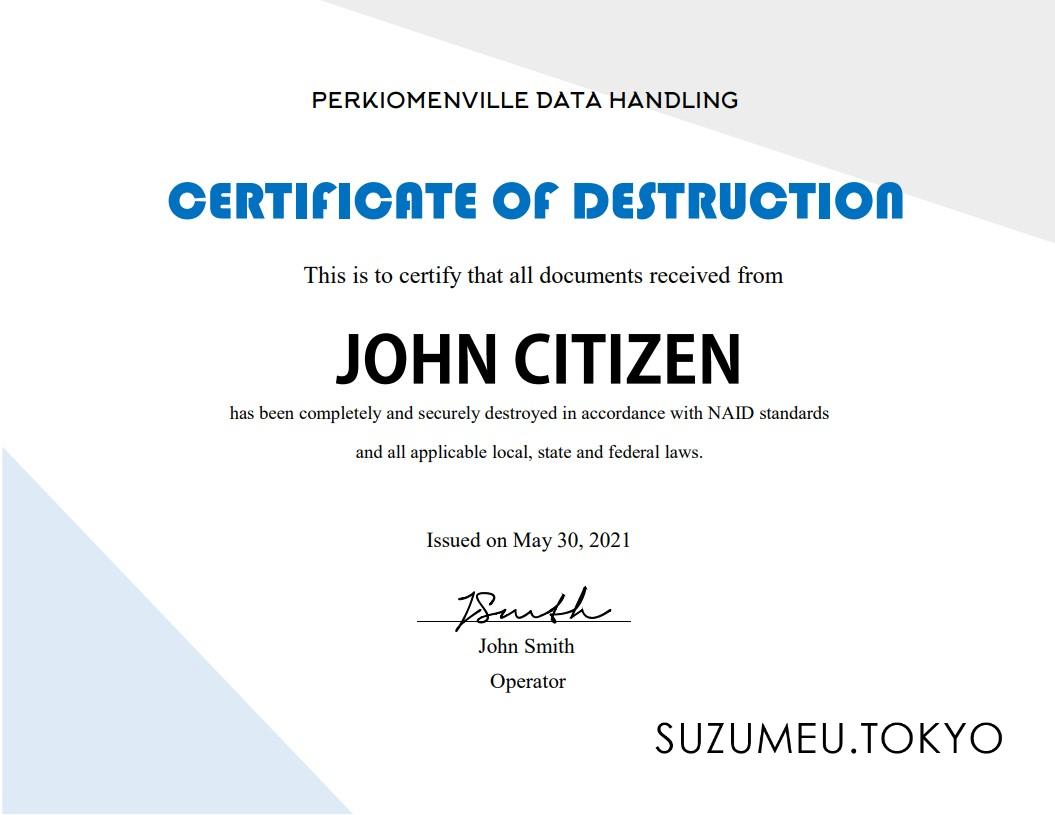 PERKIOMENVILLE DATA HANDLING
CERTIFICATE OF DESTRUCTION
This is to certify that all documents received from
JOHN CITIZEN
has been completely and securely destroyed in accordance with NAID standards
and all applicable local, state and federal laws.
Issued on May 30, 2021
JSmith
John Smith
Operator
SUZUMEU.TOKYO